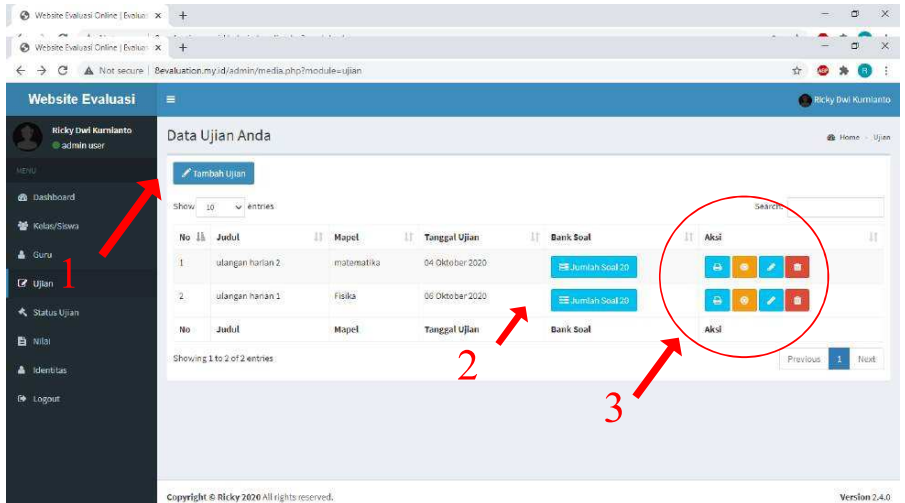 Website Evaluasi Online | Evaluas
Website Evaluasi Online | Evaluas
Not secure | 8evaluation.my.id/admin/media.php?module=ujian
ABP R
Website Evaluasi
Ricky Dwi Kurnianto
Ricky Dwi Kurnianto
admin user
MENU
Dashboard
Kelas/Siswa
Guru
Ujian
Status Ujian
Nilai
Identitas
Logout
Data Ujian Anda
Home - Ujian
Tambah Ujian
1
Show 10 entries
Search:
No Judul Mapel Tanggal Ujian Bank Soal Aksi
1 ulangan harian 2 matematika 04 Oktober 2020 Jumlah Soal 20
2 ulangan harian 1 Fisika 06 Oktober 2020 Jumlah Soal 20
No Judul Mapel Tanggal Ujian Bank Soal Aksi
Showing 1 to 2 of 2 entries
Previous 1 Next
2
3
Copyright © Ricky 2020 All rights reserved.
Version 2.4.0